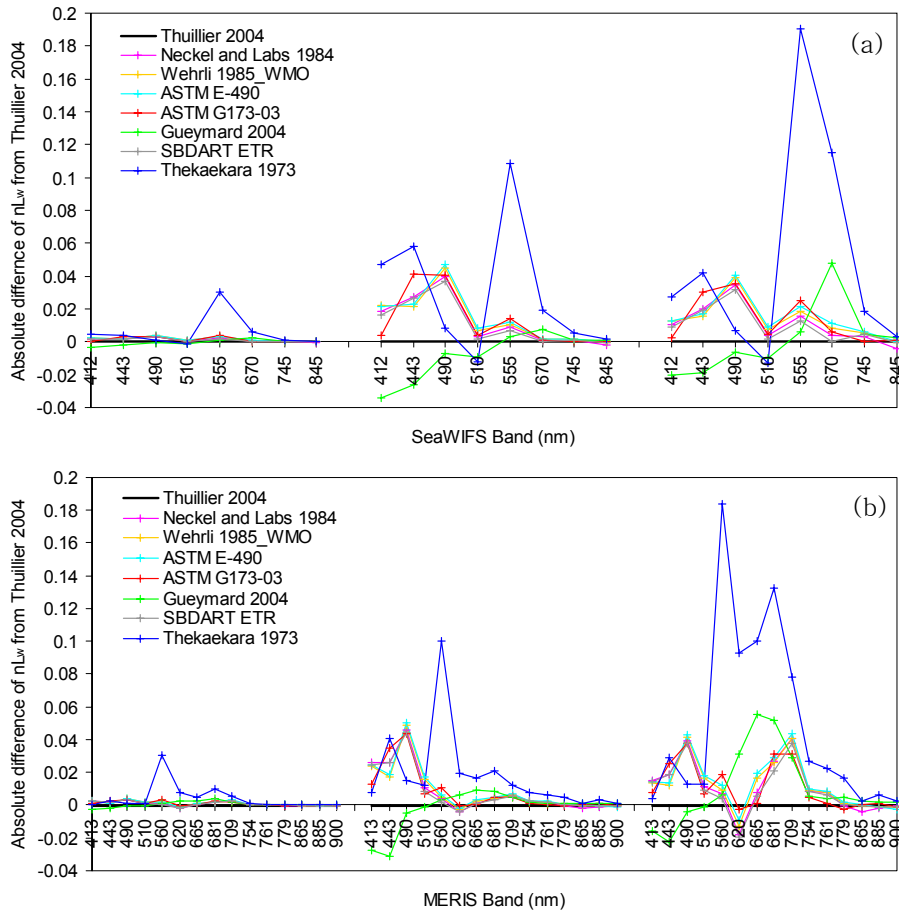 (a)
Absolute difference of nLw from Thuillier 2004
0.2
0.18
0.16
0.14
0.12
0.1
0.08
0.06
0.04
0.02
0
-0.02
-0.04
Thuillier 2004
Neckel and Labs 1984
Wehrli 1985_WMO
ASTM E-490
ASTM G173-03
Gueymard 2004
SBDART ETR
Thekaekara 1973
412 443 490 510 555 670 745 845 412 443 490 510 555 670 745 845 412 443 490 510 555 670 745 845
SeaWIFS Band (nm)
(b)
Absolute difference of nLw from Thuillier 2004
0.2
0.18
0.16
0.14
0.12
0.1
0.08
0.06
0.04
0.02
0
-0.02
-0.04
Thuillier 2004
Neckel and Labs 1984
Wehrli 1985_WMO
ASTM E-490
ASTM G173-03
Gueymard 2004
SBDART ETR
Thekaekara 1973
413 443 490 510 560 620 665 681 709 754 761 779 865 885 900 413 443 490 510 560 620 665 681 709 754 761 779 865 885 900 413 443 490 510 560 620 665 681 709 754 761 779 865 885 900
MERIS Band (nm)